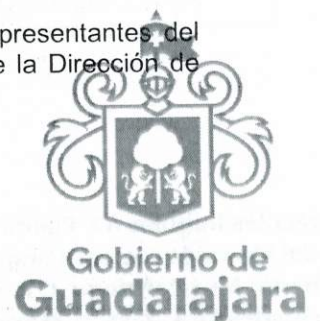 presentantes del
e la Dirección de
Gobierno de
Guadalajara